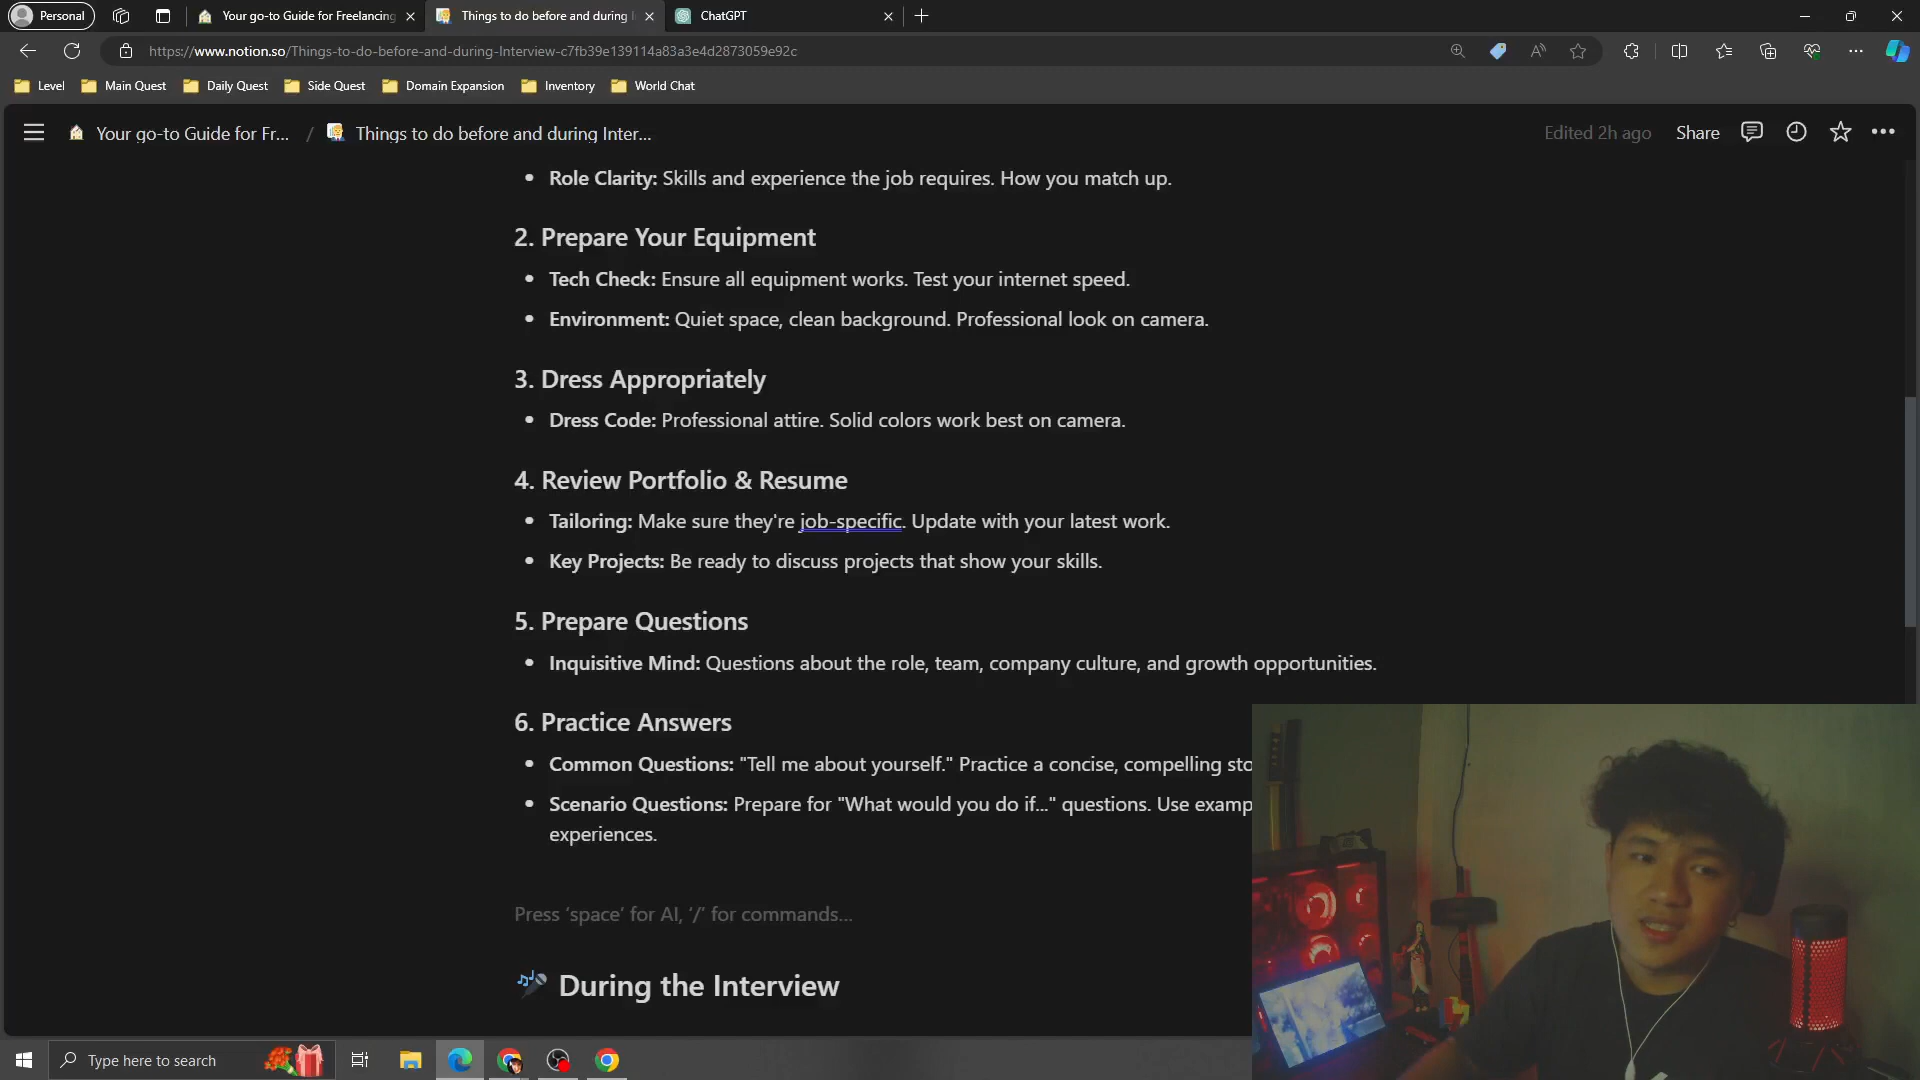 Personal
Your go-to Guide for Freelancing
Things to do before and during I
ChatGPT
https://www.notion.so/Things-to-do-before-and-during-Interview-c7fb39e139114a83a3e4d2873059e92c
Level
Main Quest
Daily Quest
Side Quest
Domain Expansion
Inventory
World Chat
Your go-to Guide for Fr... / Things to do before and during Inter...
Edited 2h ago
Share
• Role Clarity: Skills and experience the job requires. How you match up.
2. Prepare Your Equipment
• Tech Check: Ensure all equipment works. Test your internet speed.
• Environment: Quiet space, clean background. Professional look on camera.
3. Dress Appropriately
• Dress Code: Professional attire. Solid colors work best on camera.
4. Review Portfolio & Resume
• Tailoring: Make sure they're job-specific. Update with your latest work.
• Key Projects: Be ready to discuss projects that show your skills.
5. Prepare Questions
• Inquisitive Mind: Questions about the role, team, company culture, and growth opportunities.
6. Practice Answers
• Common Questions: "Tell me about yourself." Practice a concise, compelling sto
• Scenario Questions: Prepare for "What would you do if..." questions. Use examp
experiences.
Press ‘space’ for AI, ‘/’ for commands...
During the Interview
Type here to search